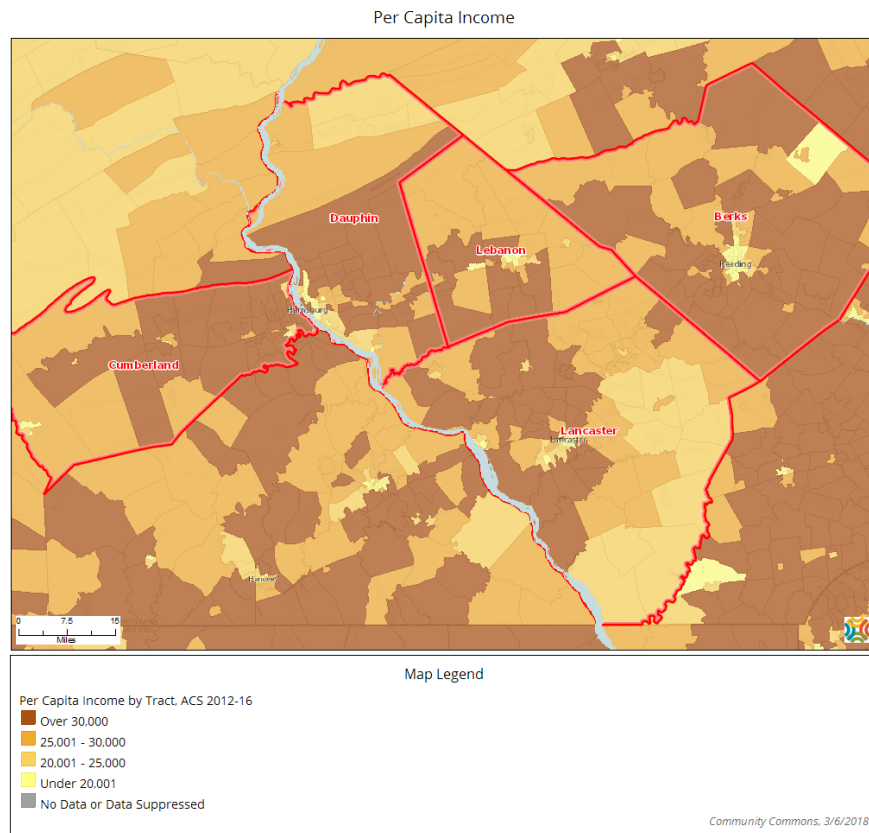 Per Capita Income
Dauphin
Berks
Lebanon
Reading
Harrisburg
Cumberland
Lancaster
Lancaster
Hanover
0 7.5 15
Miles
Map Legend
Per Capita Income by Tract, ACS 2012-16
Over 30,000
25,001 - 30,000
20,001 - 25,000
Under 20,001
No Data or Data Suppressed
Community Commons, 3/6/2018